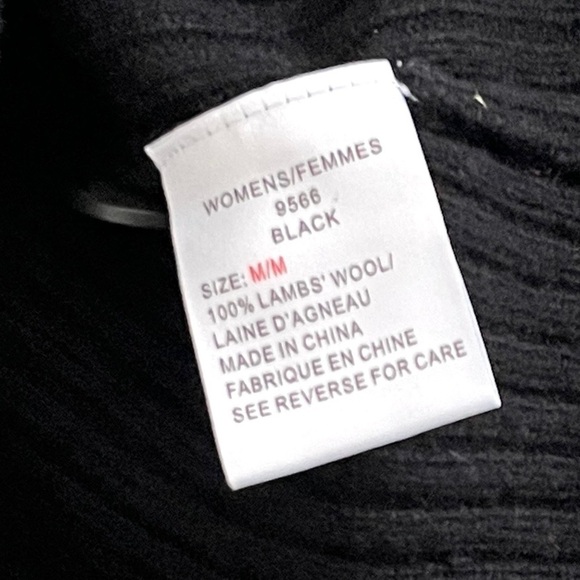 WOMENS/FEMMES
9566
BLACK
SIZE: M/M
100% LAMBS' WOOL/
LAINE D'AGNEAU
MADE IN CHINA
FABRIQUE EN CHINE
SEE REVERSE FOR CARE